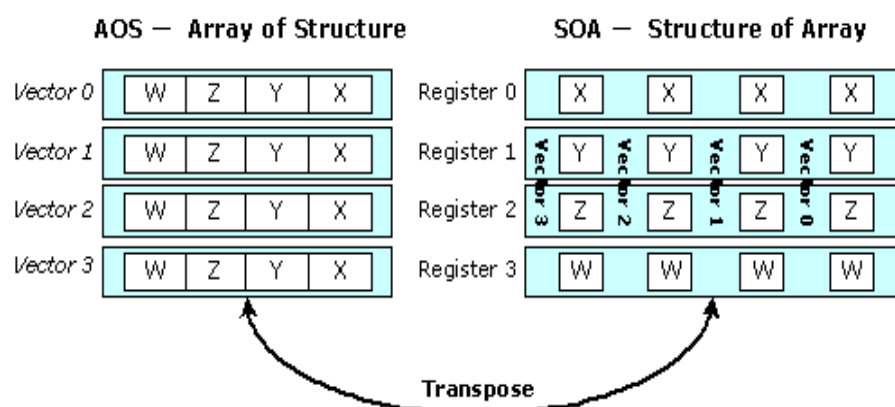 AOS — Array of Structure
SOA — Structure of Array
Vector 0 W Z Y X
Register 0 X X X X
Vector 1 W Z Y X
Register 1 Y Y Y Y
Vector 2 W Z Y X
Register 2 Z Z Z Z
Vector 3 W Z Y X
Register 3 W W W W
Vector 3
Vector 2
Vector 1
Vector 0
Transpose